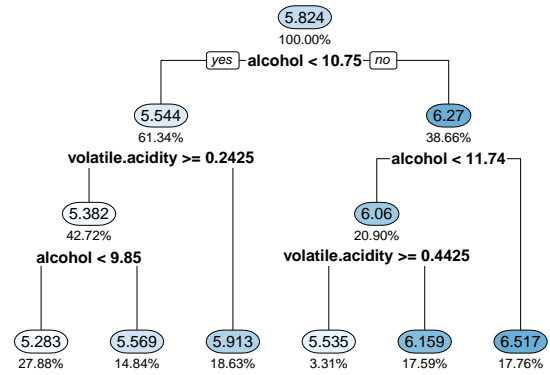 5.824
100.00%
yes alcohol < 10.75 no
5.544 6.27
61.34% 38.66%
volatile.acidity >= 0.2425 alcohol < 11.74
5.382 6.06
42.72% 20.90%
alcohol < 9.85 volatile.acidity >= 0.4425
5.283 5.569 5.913 5.535 6.159 6.517
27.88% 14.84% 18.63% 3.31% 17.59% 17.76%